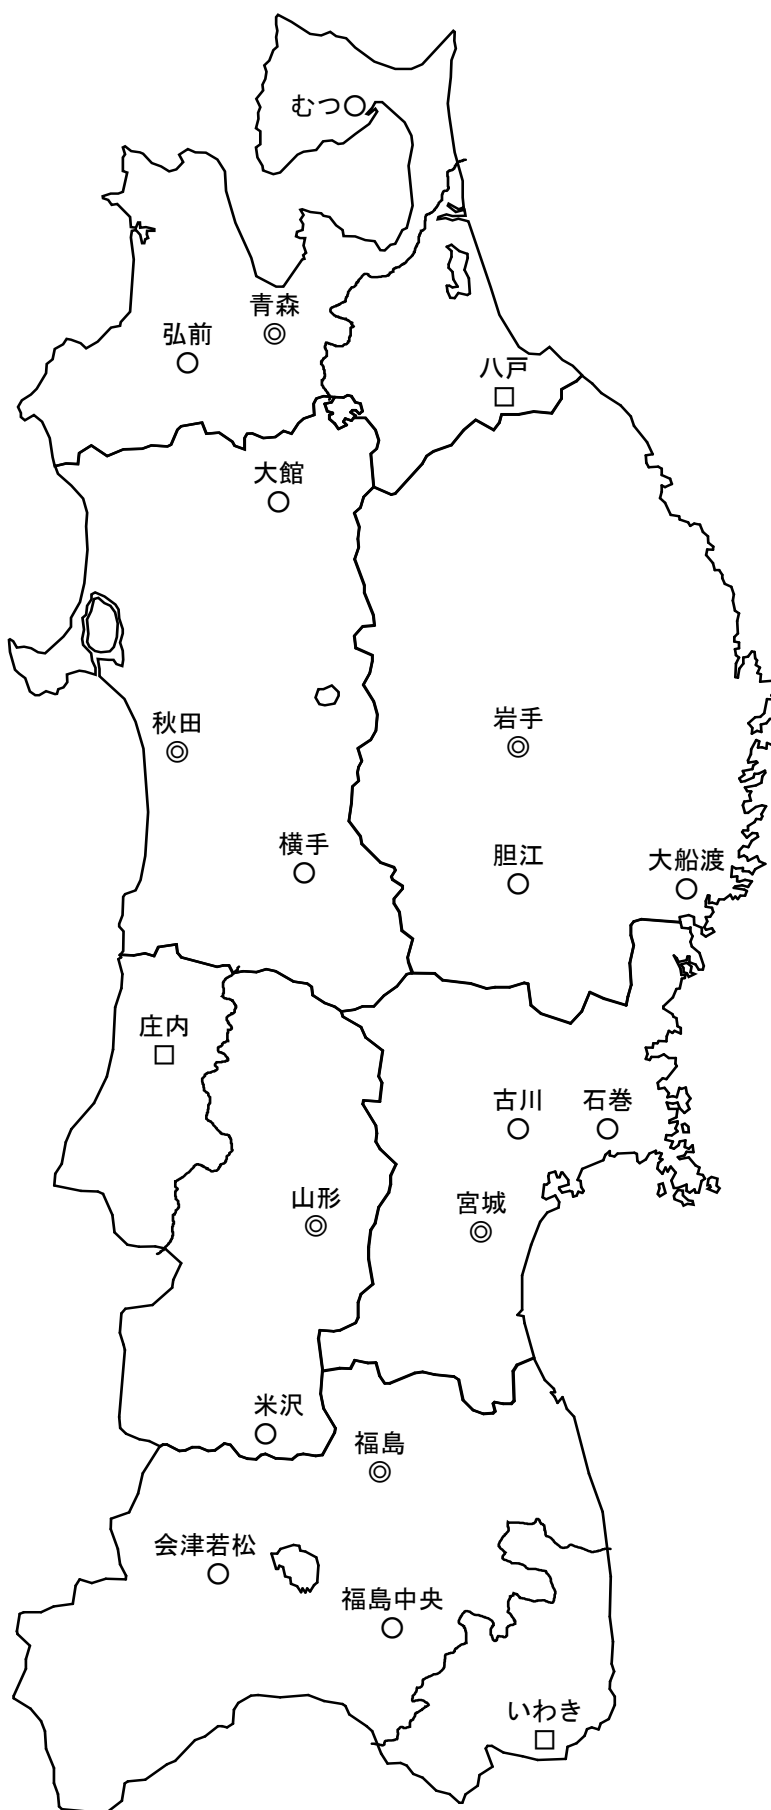 むつ
青森
弘前
八戸
大館
秋田
岩手
横手
胆江
大船渡
庄内
古川
石巻
山形
宮城
米沢
福島
会津若松
福島中央
いわき